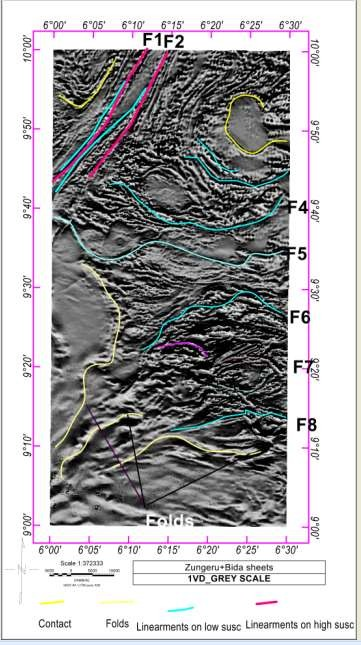 6°00' 6°05' 6°10' 6°15' 6°20' 6°25' 6°30'
F1 F2
10°00' 10°00'
9°50' 9°50'
9°40' 9°40'
F4
F5
9°30' 9°30'
F6
9°20' 9°20'
F7
F8
9°10' 9°10'
Folds
9°00' 9°00'
6°00' 6°05' 6°10' 6°15' 6°20' 6°25' 6°30'
N
Scale 1:372333
Zungeru+Bida sheets
1VD_GREY SCALE
Contact Folds Linearments on low susc Linearments on high susc